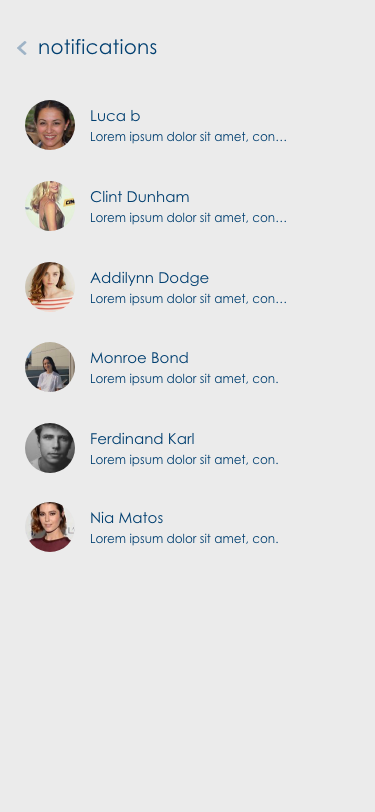 notifications
Luca b
Lorem ipsum dolor sit amet, con...
Clint Dunham
Lorem ipsum dolor sit amet, con...
Addilynn Dodge
Lorem ipsum dolor sit amet, con...
Monroe Bond
Lorem ipsum dolor sit amet, con.
Ferdinand Karl
Lorem ipsum dolor sit amet, con.
Nia Matos
Lorem ipsum dolor sit amet, con.